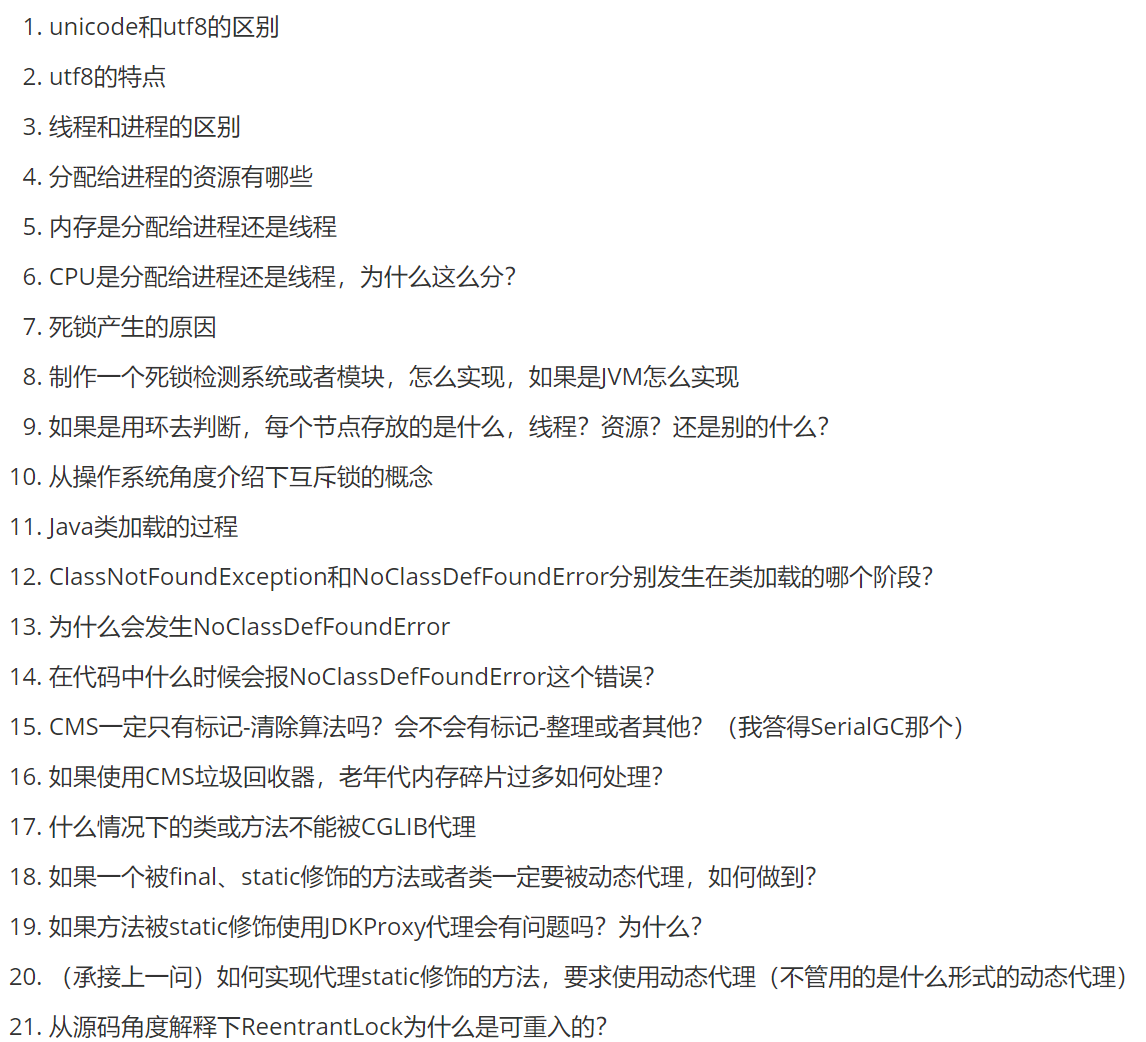 1. unicode和utf8的区别
2. utf8的特点
3. 线程和进程的区别
4. 分配给进程的资源有哪些
5. 内存是分配给进程还是线程
6. CPU是分配给进程还是线程，为什么这么分？
7. 死锁产生的原因
8. 制作一个死锁检测系统或者模块，怎么实现，如果是JVM怎么实现
9. 如果是用环去判断，每个节点存放的是什么，线程？资源？还是别的什么？
10. 从操作系统角度介绍下互斥锁的概念
11. Java类加载的过程
12. ClassNotFoundException和NoClassDefFoundError分别发生在类加载的哪个阶段？
13. 为什么会发生NoClassDefFoundError
14. 在代码中什么时候会报NoClassDefFoundError这个错误？
15. CMS一定只有标记-清除算法吗？会不会有标记-整理或者其他？（我答得SerialGC那个）
16. 如果使用CMS垃圾回收器，老年代内存碎片过多如何处理？
17. 什么情况下的类或方法不能被CGLIB代理
18. 如果一个被final、static修饰的方法或者类一定要被动态代理，如何做到？
19. 如果方法被static修饰使用JDKProxy代理会有问题吗？为什么？
20. （承接上一问）如何实现代理static修饰的方法，要求使用动态代理（不管用的是什么形式的动态代理）
21. 从源码角度解释下ReentrantLock为什么是可重入的？